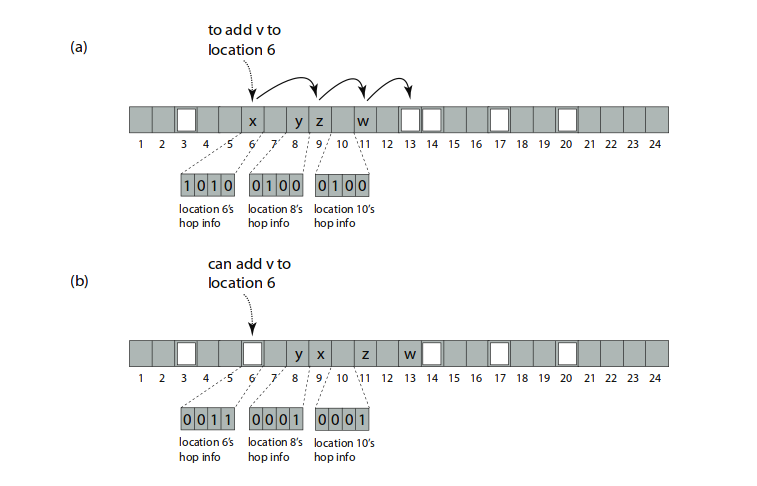 to add v to
(a)
location 6
x y z w
1 2 3 4 5 6 7 8 9 10 11 12 13 14 15 16 17 18 19 20 21 22 23 24
1 0 1 0 0 1 0 0 0 1 0 0
location 6's location 8's location 10's
hop info hop info hop info
can add v to
(b)
location 6
y x z w
1 2 3 4 5 6 7 8 9 10 11 12 13 14 15 16 17 18 19 20 21 22 23 24
0 0 1 1 0 0 0 1 0 0 0 1
location 6's location 8's location 10's
hop info hop info hop info